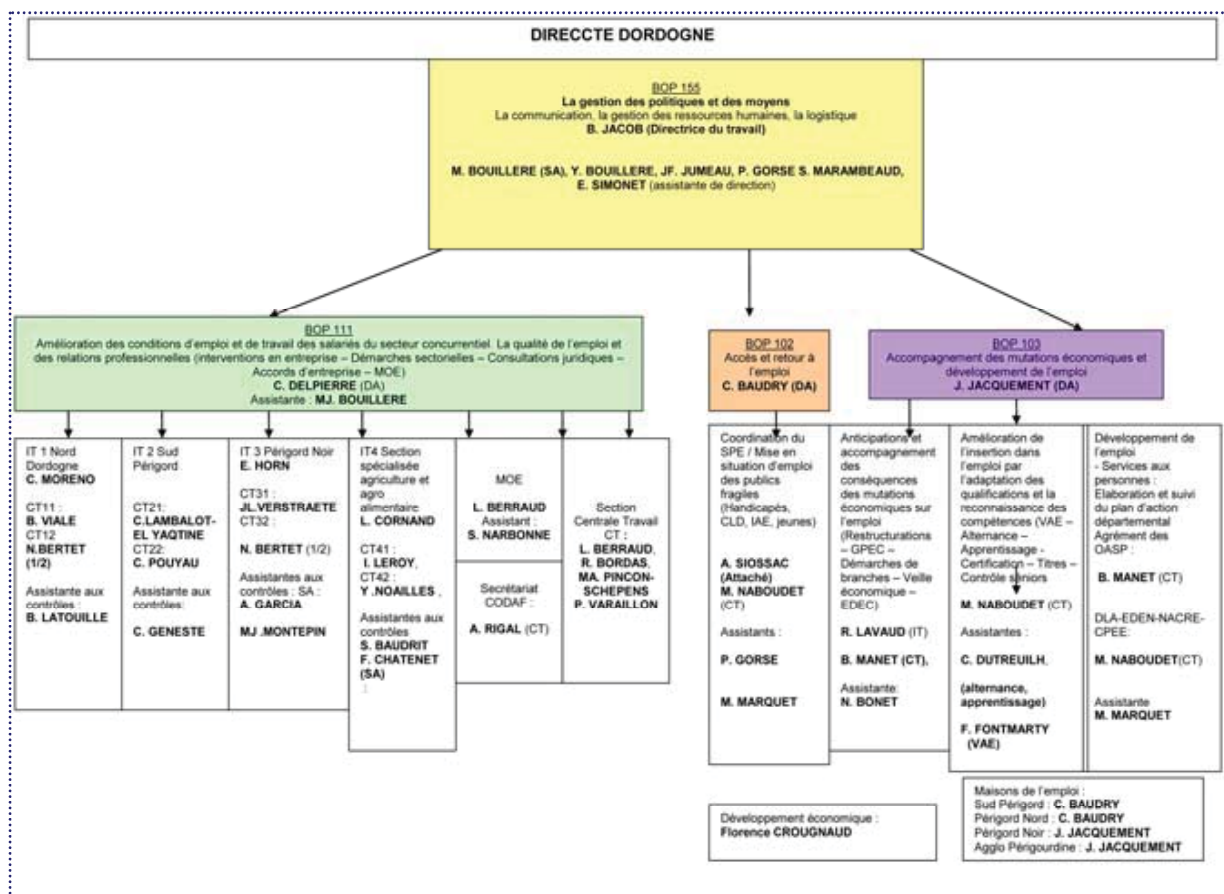 DIRECCTE DORDOGNE
BOP 155
La gestion des politiques et des moyens
La communication, la gestion des ressources humaines, la logistique
B. JACOB (Directrice du travail)
M. BOUILLERE (SA), Y. BOUILLERE, JF. JUMEAU, P. GORSE S. MARAMBEAUD,
E. SIMONET (assistante de direction)
BOP 111
Amélioration des conditions d'emploi et de travail des salariés du secteur concurrentiel. La qualité de l'emploi et
des relations professionnelles (interventions en entreprise – Démarches sectorielles – Consultations juridiques –
Accords d'entreprise – MOE)
C. DELPIERRE (DA)
Assistante : MJ. BOUILLERE
BOP 102
Accès et retour à
l'emploi
C. BAUDRY (DA)
BOP 103
Accompagnement des mutations économiques et
développement de l'emploi
J. JACQUEMENT (DA)
IT 1 Nord
Dordogne
C. MORENO
CT11 :
B. VIALE
CT12
N.BERTET
(1/2)
Assistante au
contrôles :
B. LATOUILLE
IT 2 Sud
Périgord
CT21:
C.LAMBALOT-
EL YAQTINE
CT22:
C. POUYAU
Assistante aux
contrôles:
C. GENESTE
IT 3 Périgord Noir
E. HORN
CT31 :
JL.VERSTRAETE
CT32 :
N. BERTET (1/2)
Assistantes aux
contrôles : SA :
A. GARCIA
MJ .MONTEPIN
IT4 Section
spécialisée
agriculture et
agro
alimentaire
L. CORNAND
CT41 :
I. LEROY,
CT42 :
Y .NOAILLES ,
Assistantes aux
contrôles
S. BAUDRIT
F. CHATENET
(SA)
:
MOE
L. BERRAUD
Assistant :
S. NARBONNE
Secrétariat
CODAF :
A. RIGAL (CT)
Section
Centrale Travail
CT :
L. BERRAUD,
R. BORDAS,
MA. PINCON-
SCHEPENS
P. VARAILLON
Coordination du
SPE / Mise en
situation d'emploi
des publics
fragiles
(Handicapés,
CLD, IAE, jeunes)
A. SIOSSAC
(Attaché)
M. NABOUDET
(CT)
Assistants :
P. GORSE
M. MARQUET
Anticipations et
accompagnement
des
conséquences
des mutations
économiques sur
l'emploi
(Restructurations
– GPEC –
Démarches de
branches – Veille
économique –
EDEC)
R. LAVAUD (IT)
B. MANET (CT),
Assistante:
N. BONET
Amélioration de
l'insertion dans
l'emploi par
l'adaptation des
qualifications et la
reconnaissance des
compétences (VAE –
Alternance –
Apprentissage -
Certification – Titres –
Contrôle séniors
M. NABOUDET (CT)
Assistantes :
C. DUTREUILH,
(alternance,
apprentissage)
F. FONTMARTY
(VAE)
Développement de
l'emploi
- Services aux
personnes :
Elaboration et suivi
du plan d'action
départemental
Agrément des
OASP :
B. MANET (CT)
DLA-EDEN-NACRE-
CPEE:
M. NABOUDET(CT)
Assistante
M. MARQUET
Développement économique :
Florence CROUGNAUD
Maisons de l'emploi :
Sud Périgord : C. BAUDRY
Périgord Nord : C. BAUDRY
Périgord Noir : J. JACQUEMENT
Agglo Périgourdine : J. JACQUEMENT